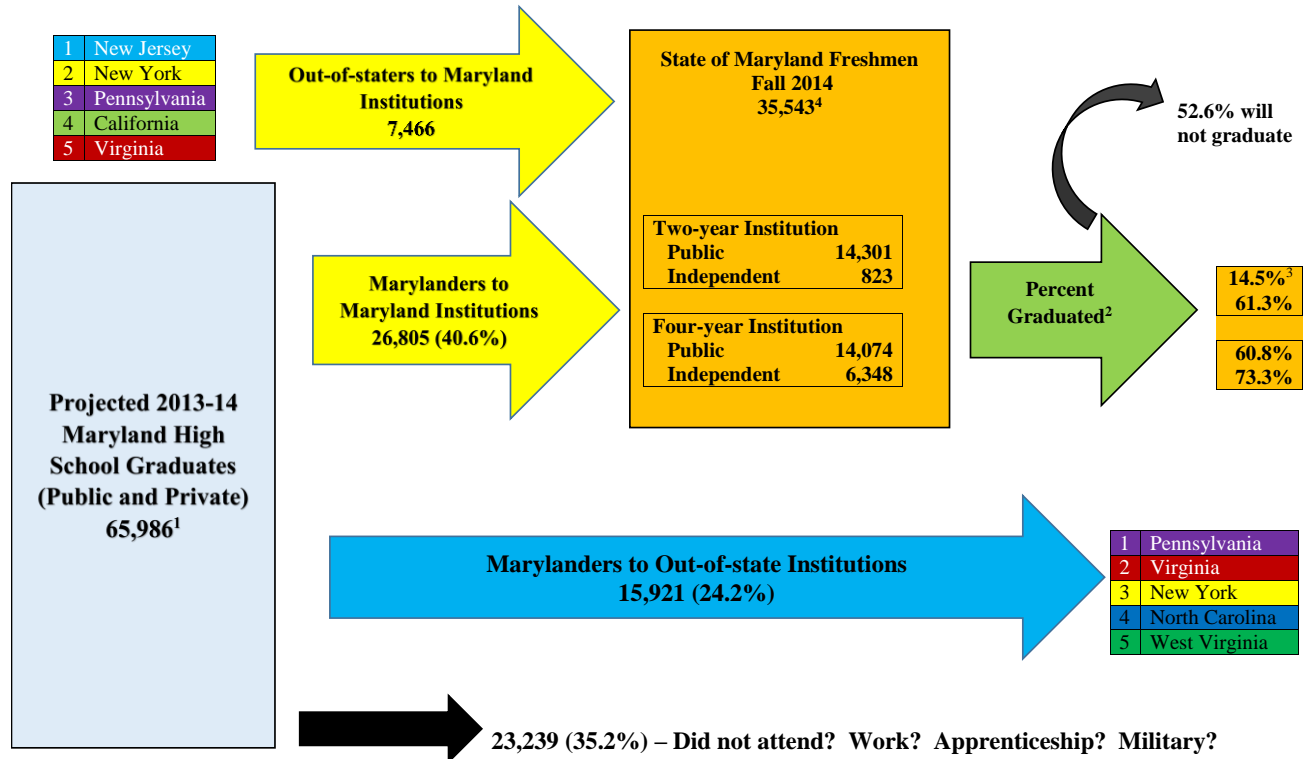 1 New Jersey
2 New York
3 Pennsylvania
4 California
5 Virginia
Out-of-staters to Maryland
Institutions
7,466
State of Maryland Freshmen
Fall 2014
35,543⁴
52.6% will
not graduate
Marylanders to
Maryland Institutions
26,805 (40.6%)
Two-year Institution
Public 14,301
Independent 823
Four-year Institution
Public 14,074
Independent 6,348
Percent
Graduated²
14.5%³
61.3%
60.8%
73.3%
Projected 2013-14
Maryland High
School Graduates
(Public and Private)
65,986¹
Marylanders to Out-of-state Institutions
15,921 (24.2%)
1 Pennsylvania
2 Virginia
3 New York
4 North Carolina
5 West Virginia
23,239 (35.2%) – Did not attend? Work? Apprenticeship? Military?